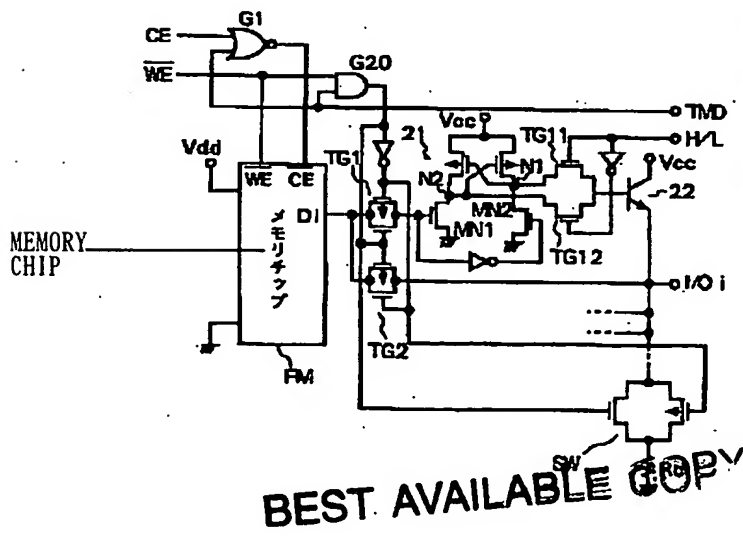 G1
CE
WE
G20
TMD
Vcc
H/L
Vdd
21
TG11
Vcc
TG1
N1
N2
22
WE CE
MN2
MN1
Di
TG12
MEMORY
CHIP
メモリチップ
I/O i
TG2
FM
SW
BEST AVAILABLE COPY